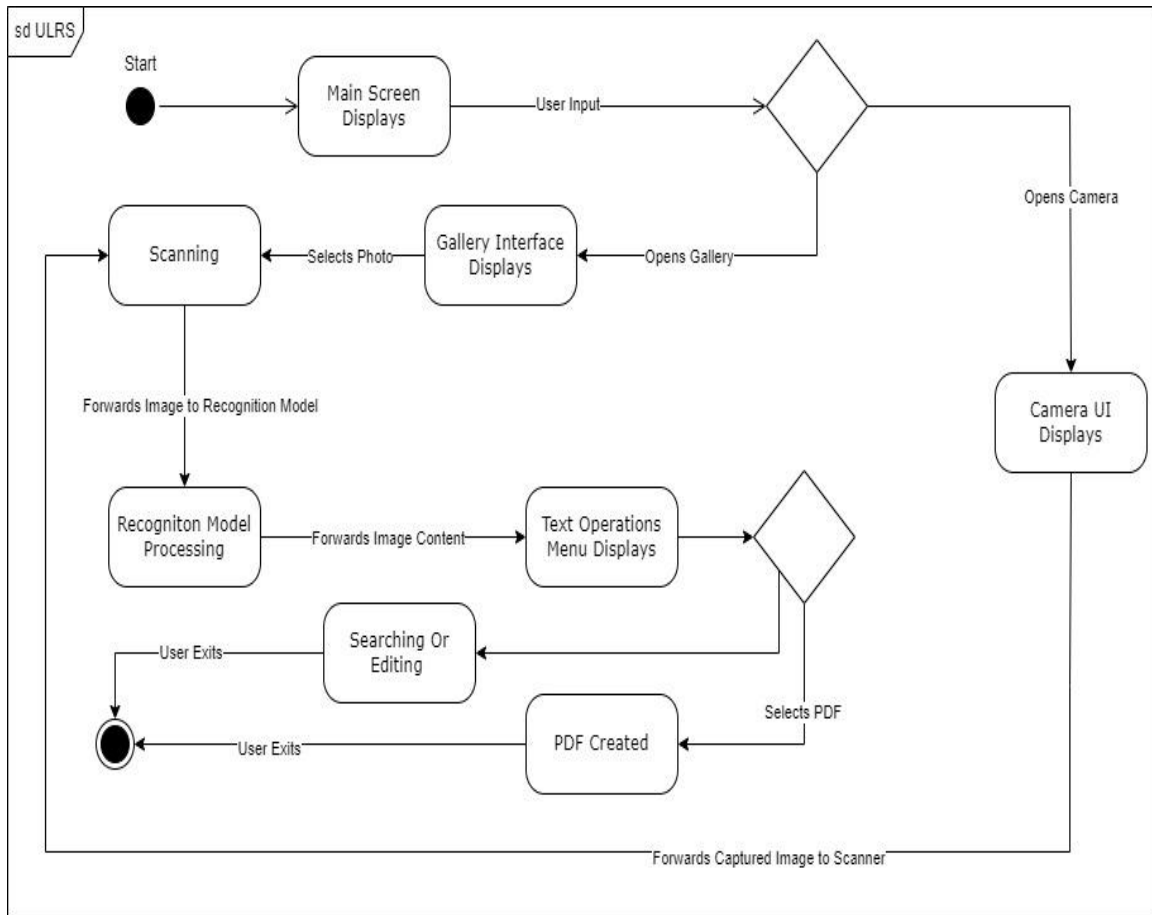 sd ULRS
Start
Main Screen
Displays
User Input
Opens Camera
Scanning
Selects Photo
Gallery Interface
Displays
Opens Gallery
Forwards Image to Recognition Model
Camera UI
Displays
Recogniton Model
Processing
Forwards Image Content
Text Operations
Menu Displays
User Exits
Searching Or
Editing
Selects PDF
User Exits
PDF Created
Forwards Captured Image to Scanner